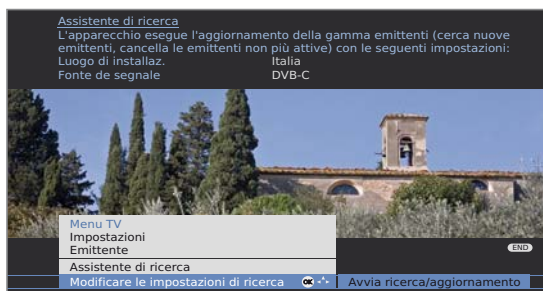 Assistente di ricerca
L'apparecchio esegue l'aggiornamento della gamma emittenti (cerca nuove
emittenti, cancella le emittenti non più attive) con le seguenti impostazioni:
Luogo di installaz. Italia
Fonte de segnale DVB-C
END
Menu TV
Impostazioni
Emittente
Assistente di ricerca
Modificare le impostazioni di ricerca OK Avvia ricerca/aggiornamento